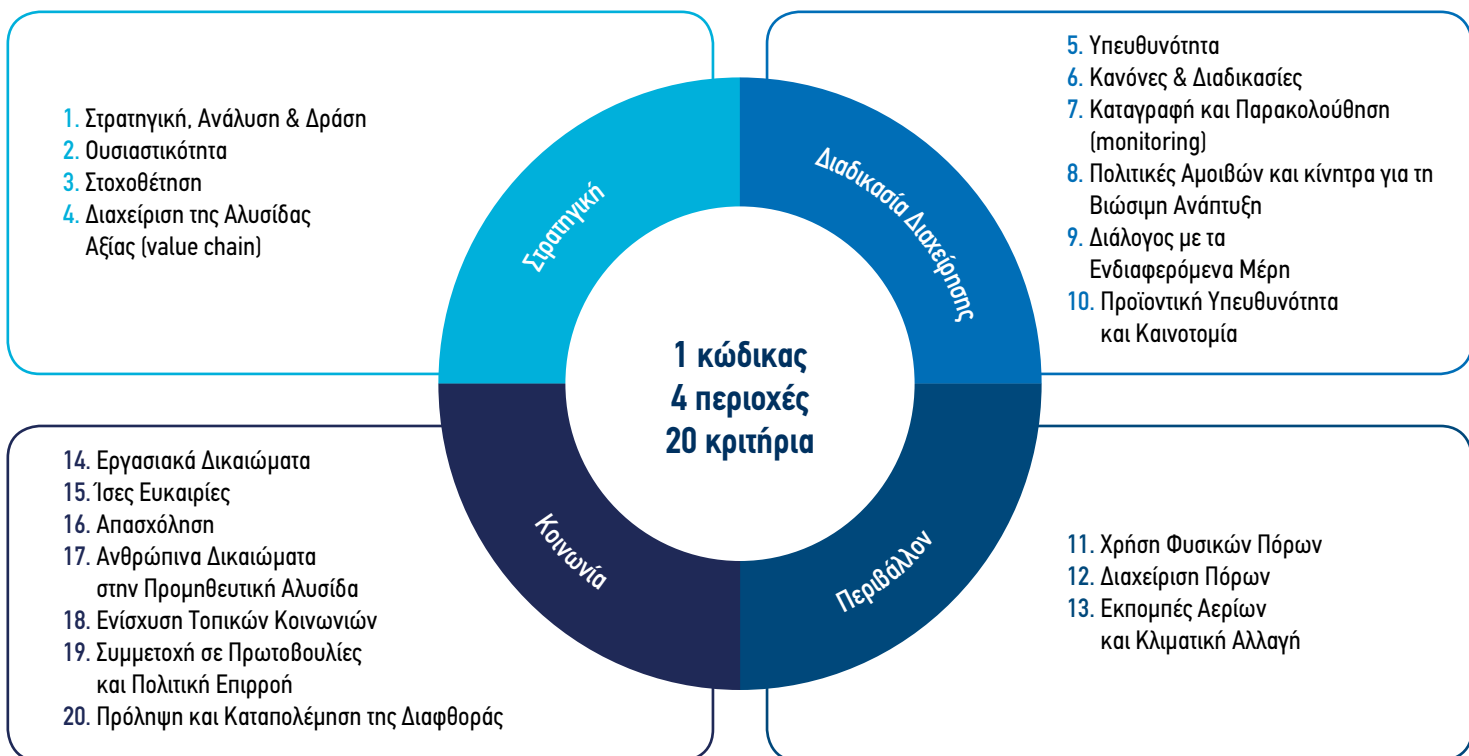 1. Στρατηγική, Ανάλυση & Δράση
2. Ουσιαστικότητα
3. Στοχοθέτηση
4. Διαχείριση της Αλυσίδας
Αξίας (value chain)
5. Υπευθυνότητα
6. Κανόνες & Διαδικασίες
7. Καταγραφή και Παρακολούθηση
(monitoring)
8. Πολιτικές Αμοιβών και κίνητρα για τη
Βιώσιμη Ανάπτυξη
9. Διάλογος με τα
Ενδιαφερόμενα Μέρη
10. Προϊοντική Υπευθυνότητα
και Καινοτομία
Στρατηγική
Διαδικασία Διαχείρησης
1 κώδικας
4 περιοχές
20 κριτήρια
Κοινωνία
Περιβάλλον
14. Εργασιακά Δικαιώματα
15. Ίσες Ευκαιρίες
16. Απασχόληση
17. Ανθρώπινα Δικαιώματα
στην Προμηθευτική Αλυσίδα
18. Ενίσχυση Τοπικών Κοινωνιών
19. Συμμετοχή σε Πρωτοβουλίες
και Πολιτική Επιρροή
20. Πρόληψη και Καταπολέμηση της Διαφθοράς
11. Χρήση Φυσικών Πόρων
12. Διαχείριση Πόρων
13. Εκπομπές Αερίων
και Κλιματική Αλλαγή